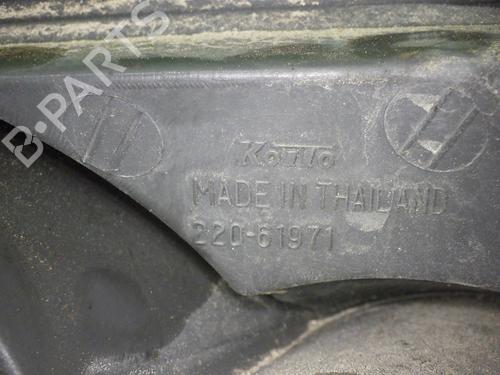 B-PARTS
Koito
MADE IN THAILAND
220-61971